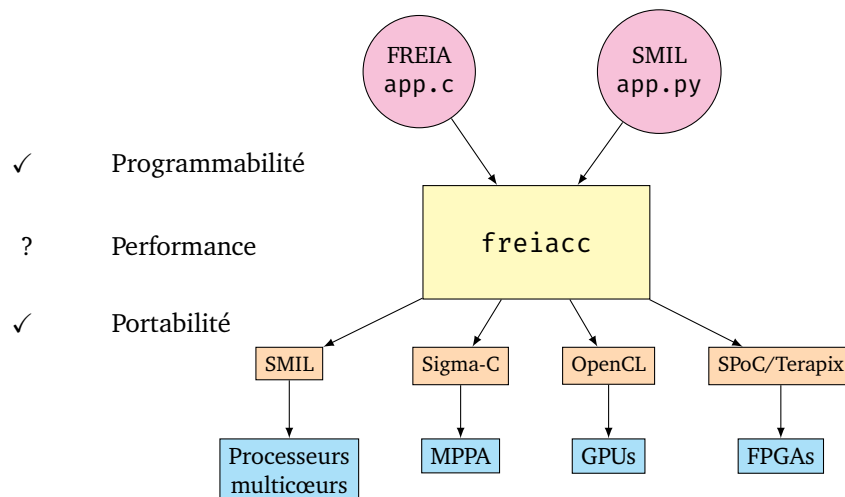 FREIA
app.c
SMIL
app.py
✓ Programmabilité
? Performance
freiacc
✓ Portabilité
SMIL
Sigma-C
OpenCL
SPoC/Terapix
Processeurs
multicœurs
MPPA
GPUs
FPGAs